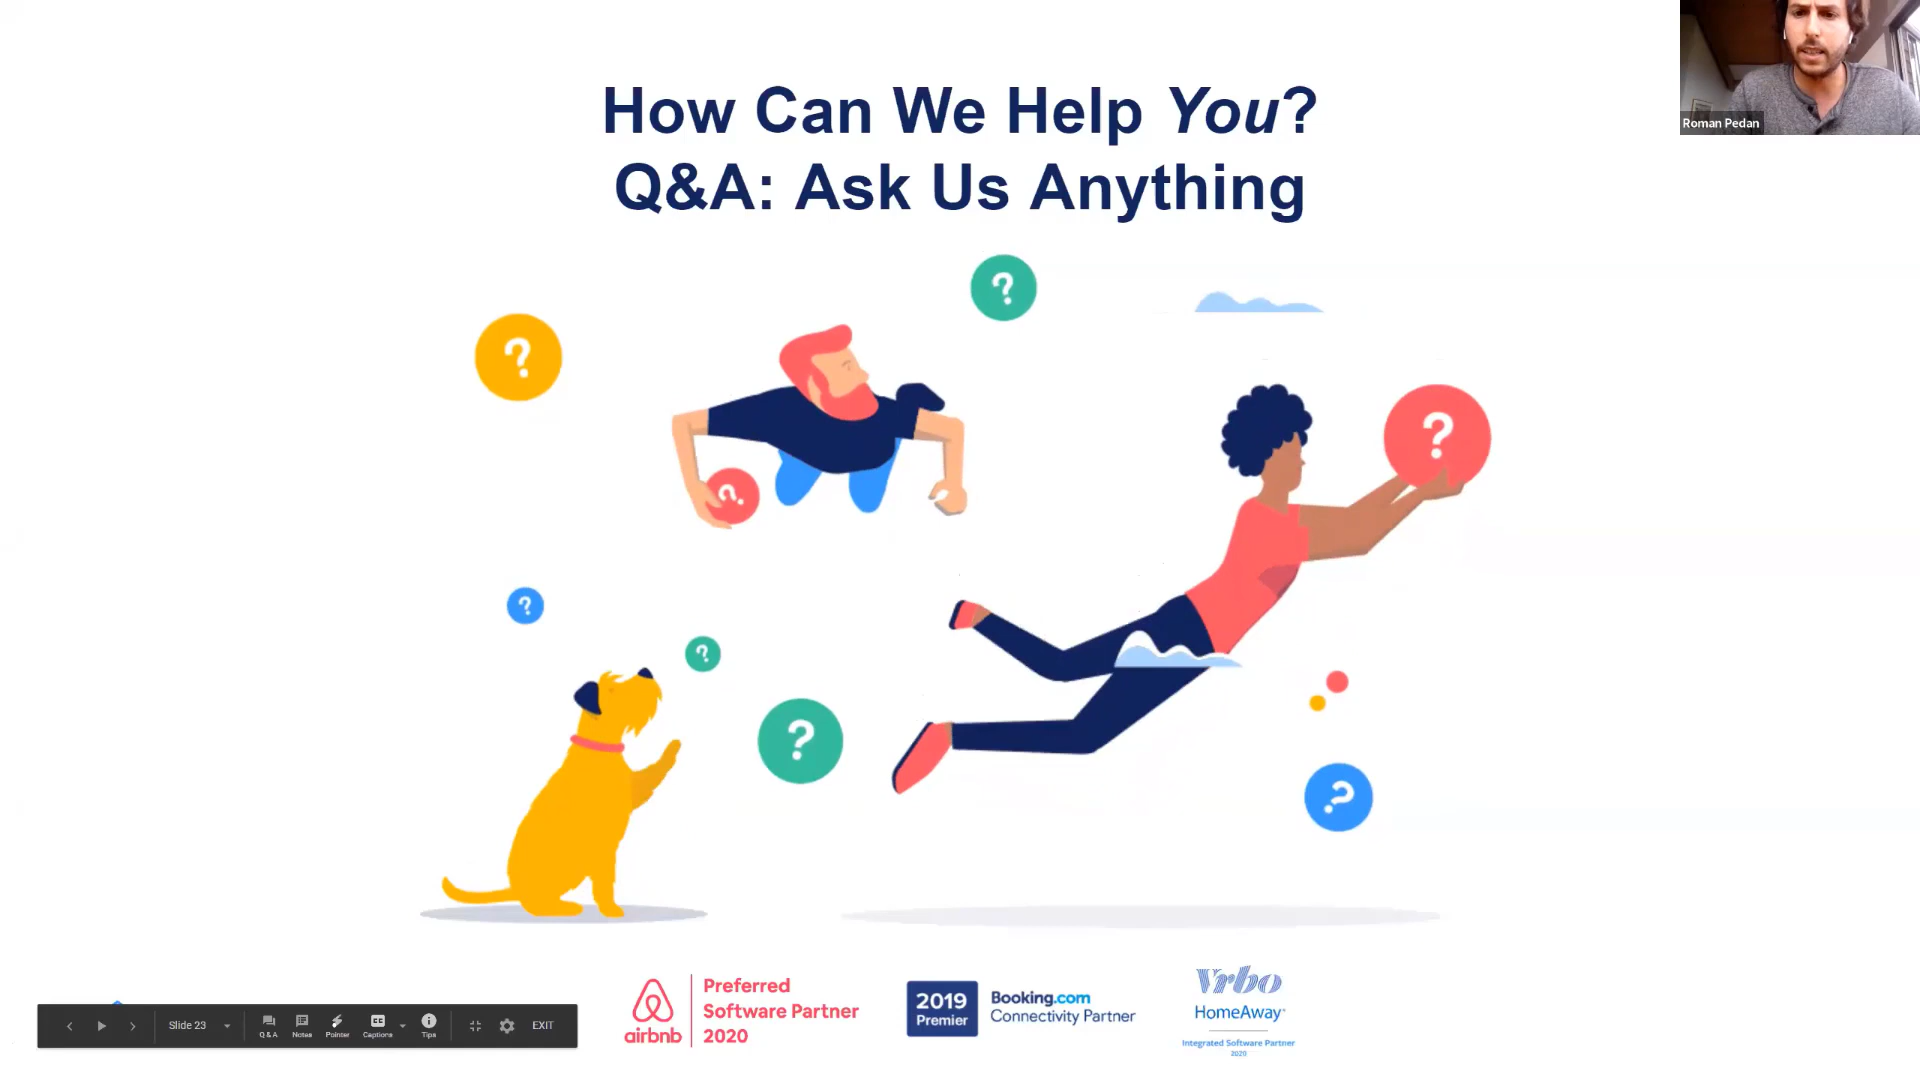 How Can We Help You?
Q&A: Ask Us Anything
Roman Pedan
?
?
?
?
?
?
?
?
Slide 23
Q & A
Notes
Pointer
CC
Captions
Tips
EXIT
airbnb
Preferred
Software Partner
2020
2019
Premier
Booking.com
Connectivity Partner
Vrbo
HomeAway
Integrated Software Partner
2020